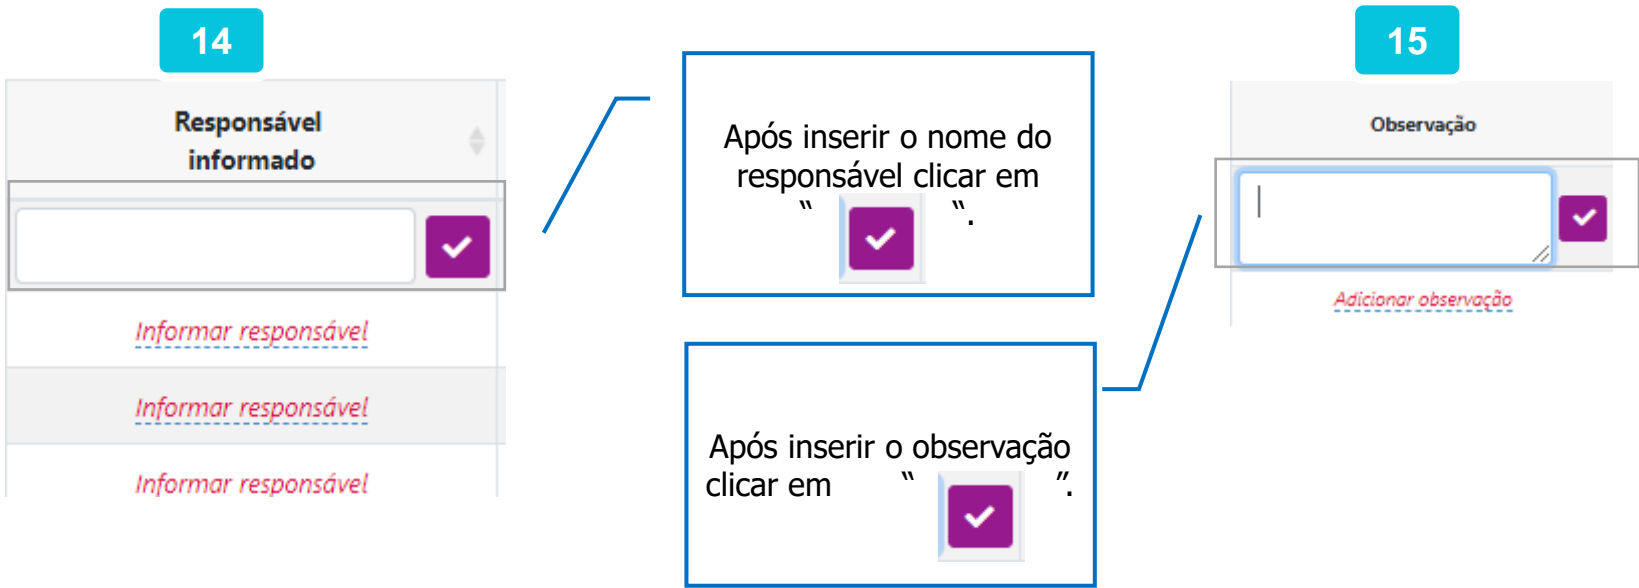 14
Responsável
informado
Informar responsável
Informar responsável
Informar responsável
Após inserir o nome do
responsável clicar em
“ “.
Após inserir o observação
clicar em “ ”.
15
Observação
Adicionar observação